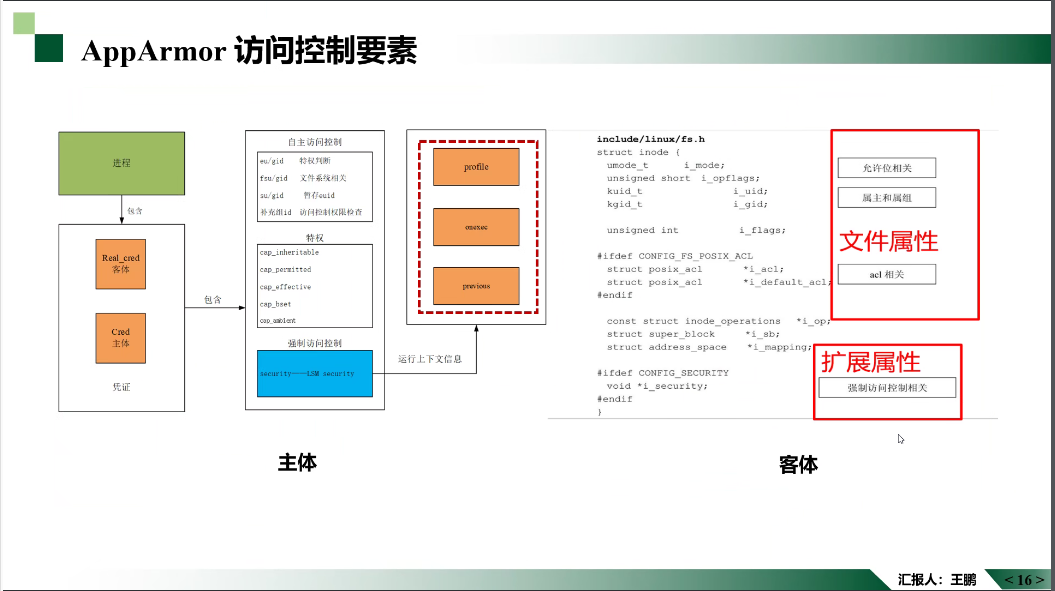 AppArmor 访问控制要素
进程
包含
Real_cred
客体
Cred
主体
凭证
包含
自主访问控制
eu/gid 特权判断
fsu/gid 文件系统相关
su/gid 暂存euid
补充组id 访问控制权限检查
特权
cap_inheritable
cap_permitted
cap_effective
cap_bset
cap_ambient
强制访问控制
security——LSM security
运行上下文信息
profile
onexec
previous
主体
include/linux/fs.h
struct inode {
umode_t i_mode;
unsigned short i_opflags;
kuid_t i_uid;
kgid_t i_gid;
unsigned int i_flags;
#ifdef CONFIG_FS_POSIX_ACL
struct posix_acl *i_acl;
struct posix_acl *i_default_acl;
#endif
const struct inode_operations *i_op;
struct super_block *i_sb;
struct address_space *i_mapping;
#ifdef CONFIG_SECURITY
void *i_security;
#endif
}
允许位相关
属主和属组
文件属性
acl 相关
扩展属性
强制访问控制相关
客体
汇报人：王鹏
< 16 >